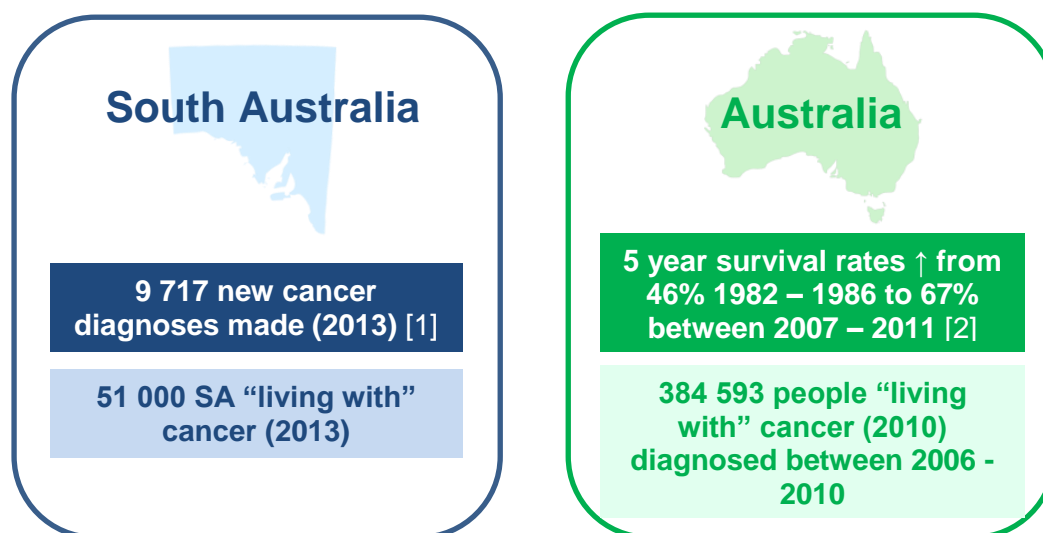 South Australia
9 717 new cancer
diagnoses made (2013) [1]
51 000 SA “living with”
cancer (2013)
Australia
5 year survival rates ↑ from
46% 1982 – 1986 to 67%
between 2007 – 2011 [2]
384 593 people “living
with” cancer (2010)
diagnosed between 2006 -
2010